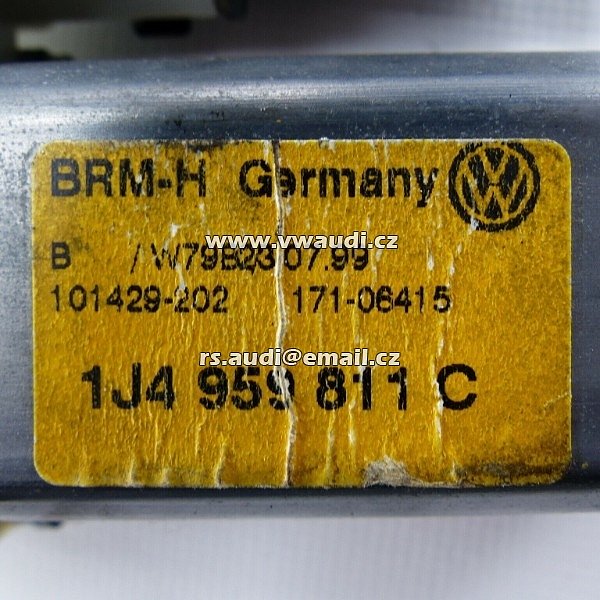 BRM-H Germany
www.vwaudi.cz
B / W79B23 07.99
101429-202 171-06415
rs.audi@email.cz
1J4 959 811 C